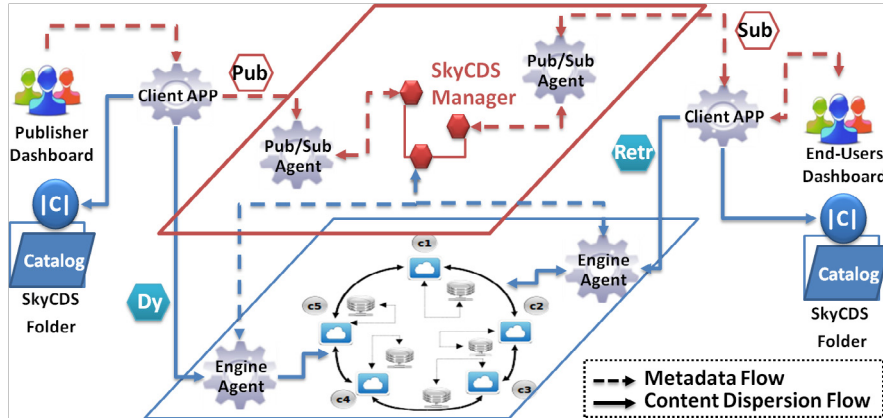 Publisher
Dashboard
Client APP
Pub
SkyCDS
Manager
Pub/Sub
Agent
Pub/Sub
Agent
Sub
Client APP
End-Users
Dashboard
Retr
|C|
Catalog
SkyCDS
Folder
Dy
Engine
Agent
c1
c2
c3
c4
c5
Engine
Agent
|C|
Catalog
SkyCDS
Folder
Metadata Flow
Content Dispersion Flow